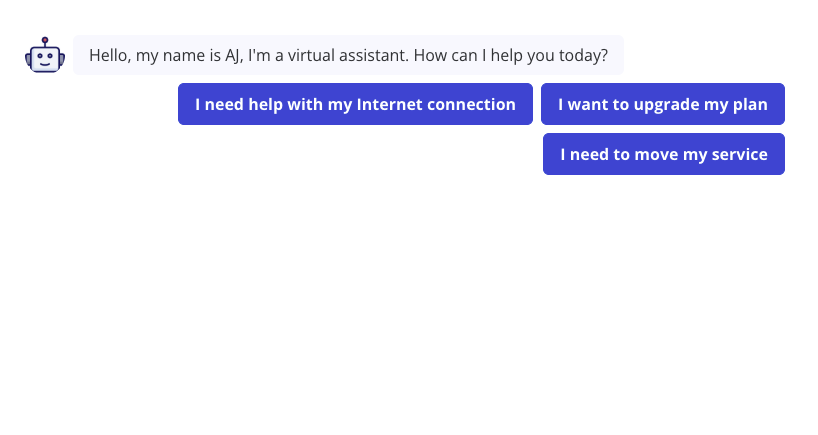 Hello, my name is AJ, I'm a virtual assistant. How can I help you today?
I need help with my Internet connection
I want to upgrade my plan
I need to move my service